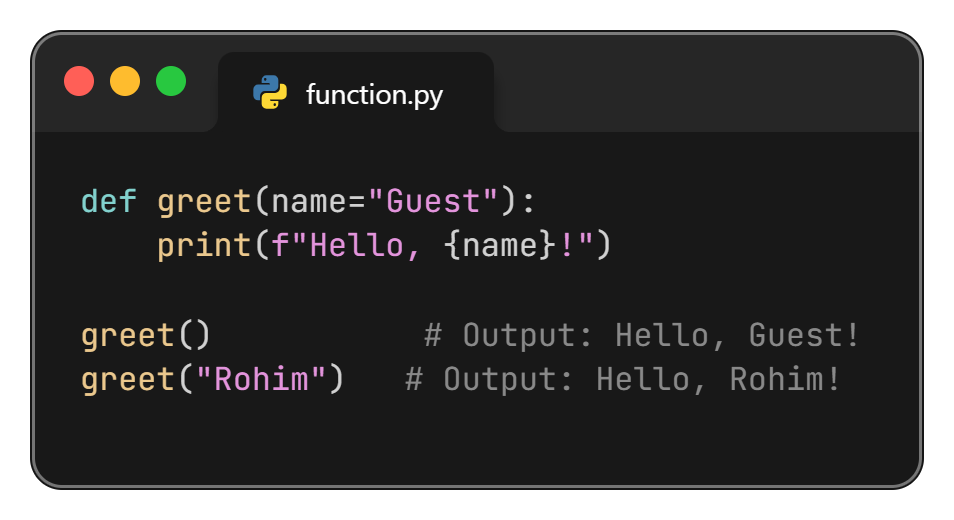 function.py
def greet(name="Guest"):
    print(f"Hello, {name}!")
greet()           # Output: Hello, Guest!
greet("Rohim")   # Output: Hello, Rohim!